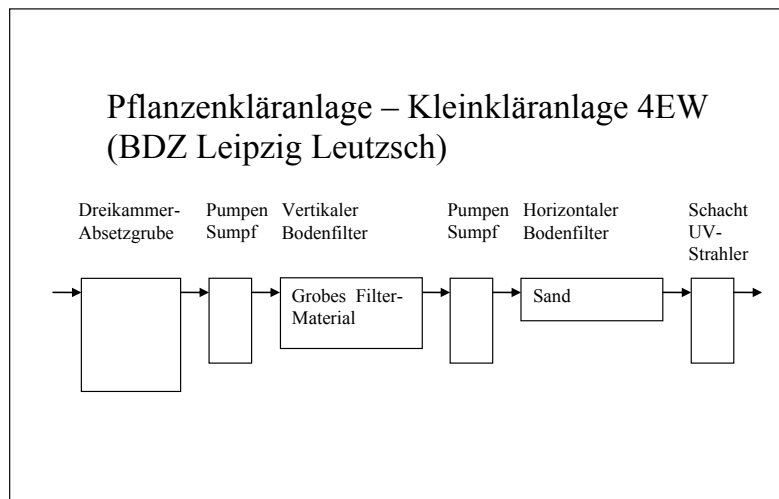 Pflanzenkläranlage – Kleinkläranlage 4EW
(BDZ Leipzig Leutzsch)
Dreikammer-
Absetzgrube
Pumpen
Sumpf
Vertikaler
Bodenfilter
Pumpen
Sumpf
Horizontaler
Bodenfilter
Schacht
UV-
Strahler
Grobes Filter-
Material
Sand